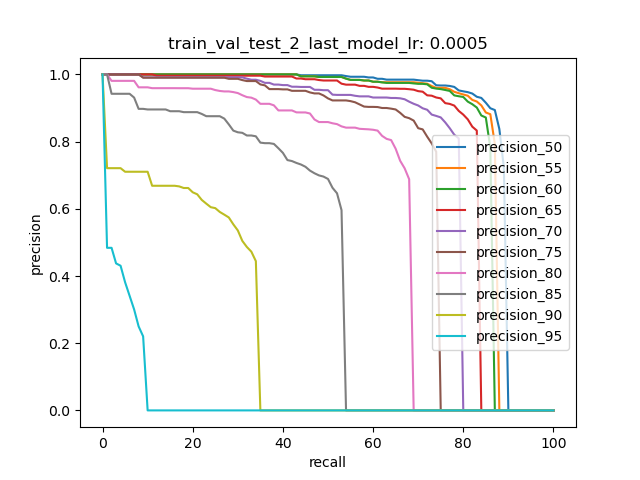 train_val_test_2_last_model_lr: 0.0005
1.0
0.8
0.6
0.4
0.2
0.0
precision
precision_50
precision_55
precision_60
precision_65
precision_70
precision_75
precision_80
precision_85
precision_90
precision_95
0 20 40 60 80 100
recall